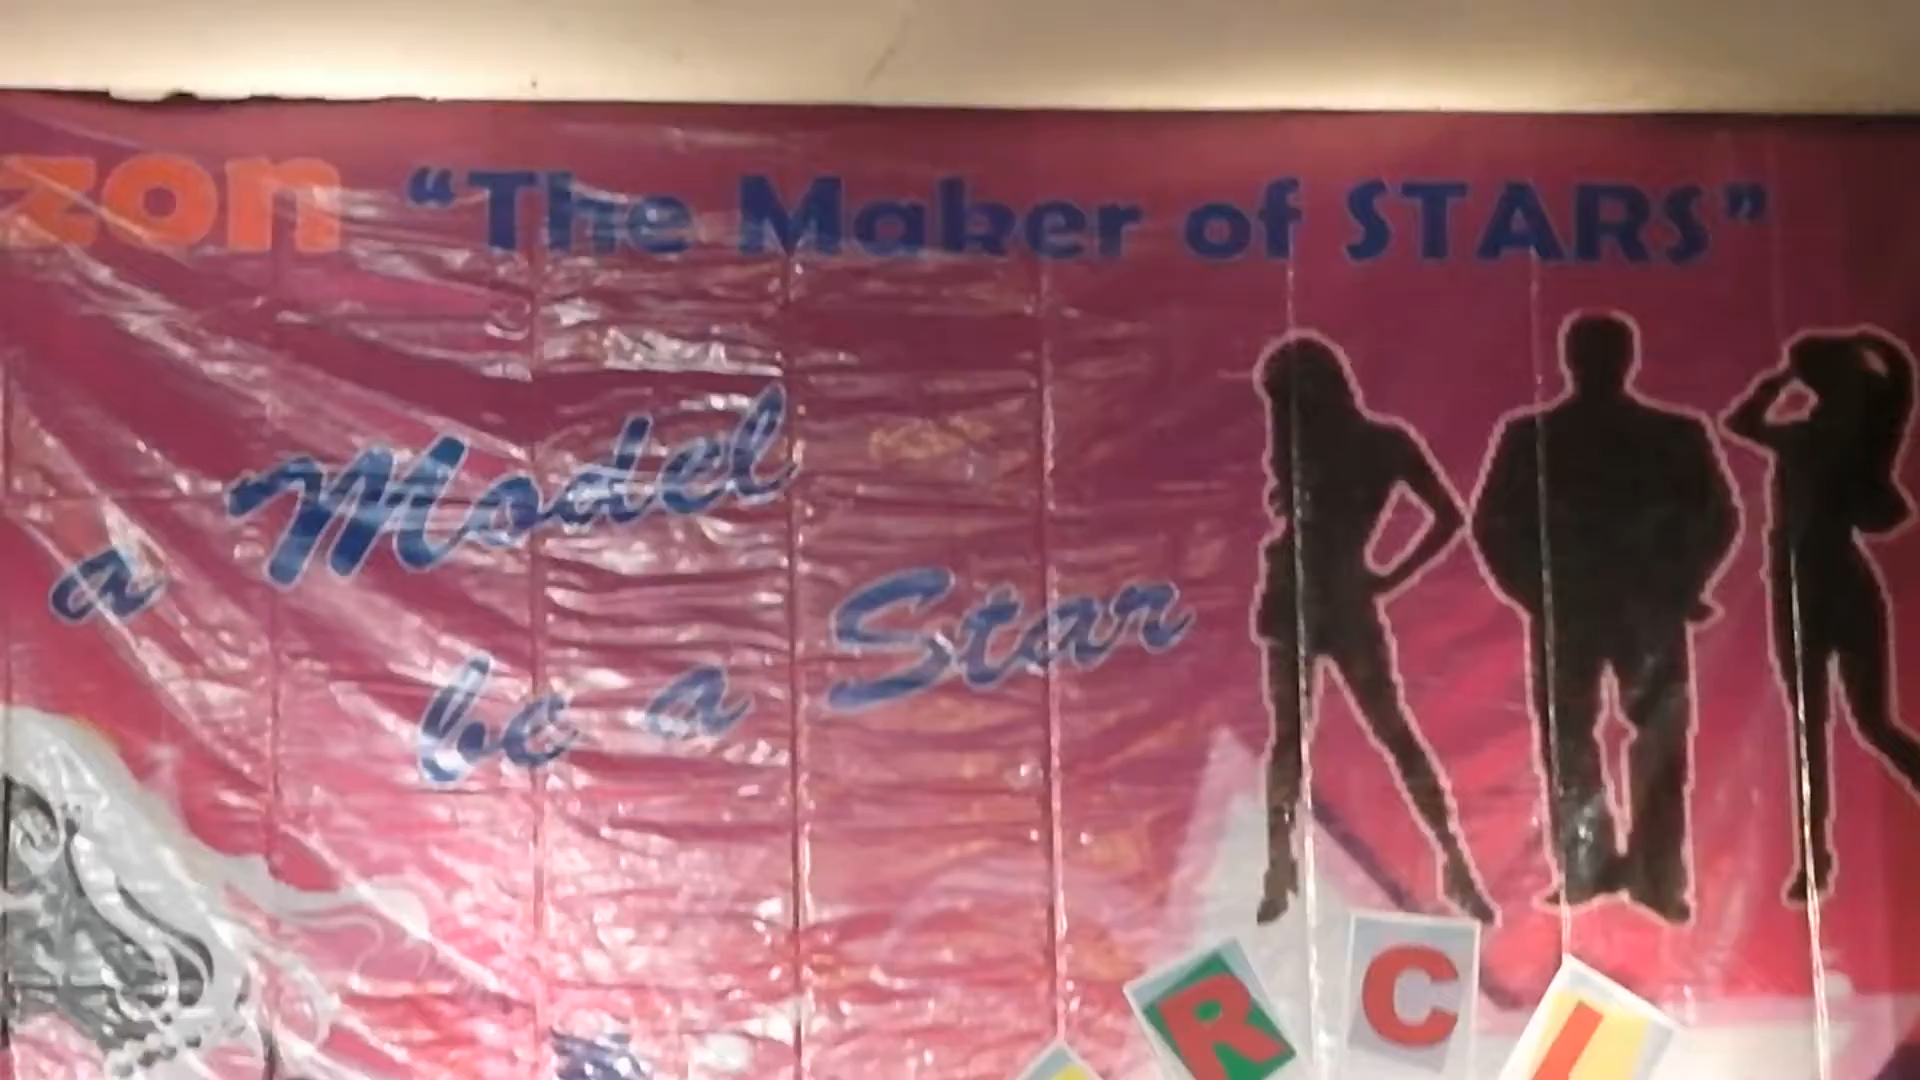 zon "The Maker of STARS"
a Model
be a Star
R C